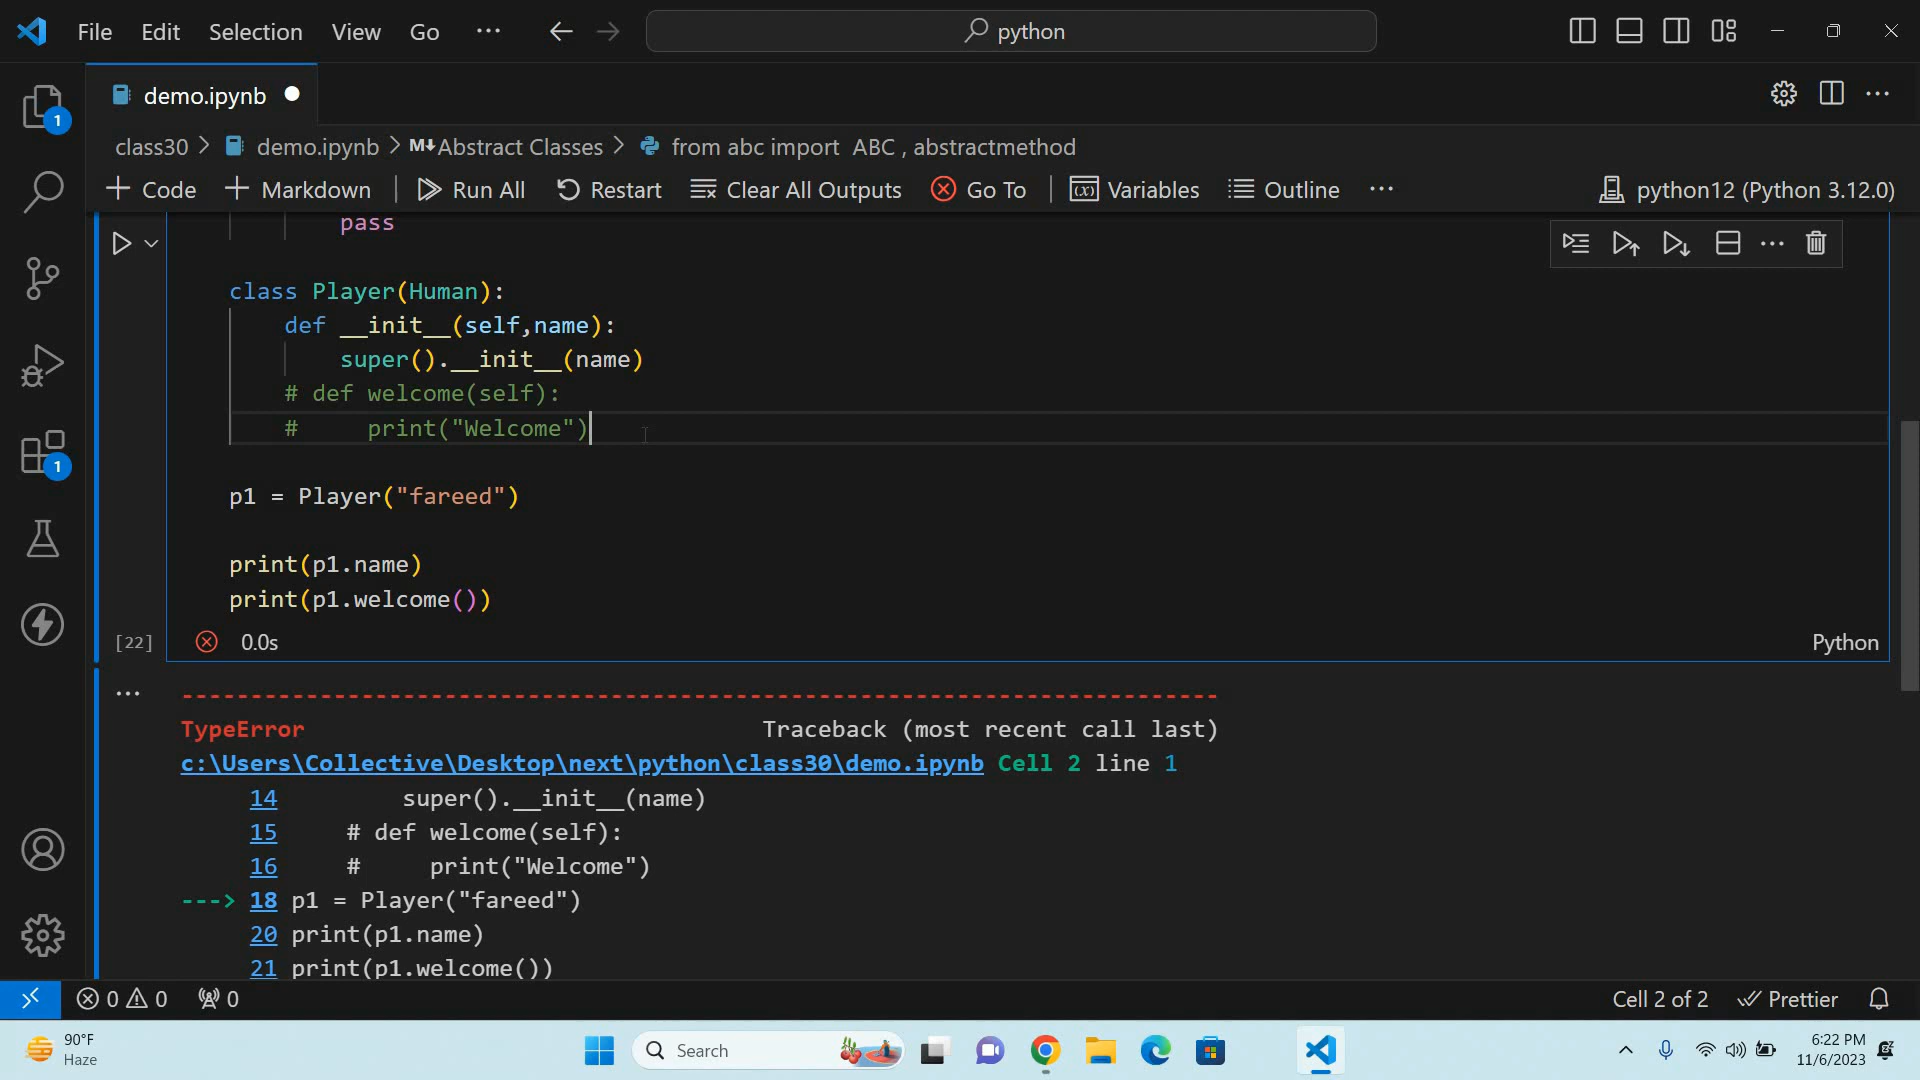 File Edit Selection View Go ··· python
demo.ipynb
class30 > demo.ipynb > M↓Abstract Classes > from abc import ABC , abstractmethod
+ Code + Markdown | Run All Restart Clear All Outputs Go To | Variables Outline ··· python12 (Python 3.12.0)
pass
class Player(Human):
def __init__(self,name):
super().__init__(name)
# def welcome(self):
#     print("Welcome")
p1 = Player("fareed")
print(p1.name)
print(p1.welcome())
[22] 0.0s Python
---------------------------------------------------------------------------
TypeError Traceback (most recent call last)
c:\Users\Collective\Desktop\next\python\class30\demo.ipynb Cell 2 line 1
14 super().__init__(name)
15 # def welcome(self):
16 #     print("Welcome")
---> 18 p1 = Player("fareed")
20 print(p1.name)
21 print(p1.welcome())
1
1
0 0 0 Cell 2 of 2 Prettier
90°F
Haze
Search
6:22 PM
11/6/2023